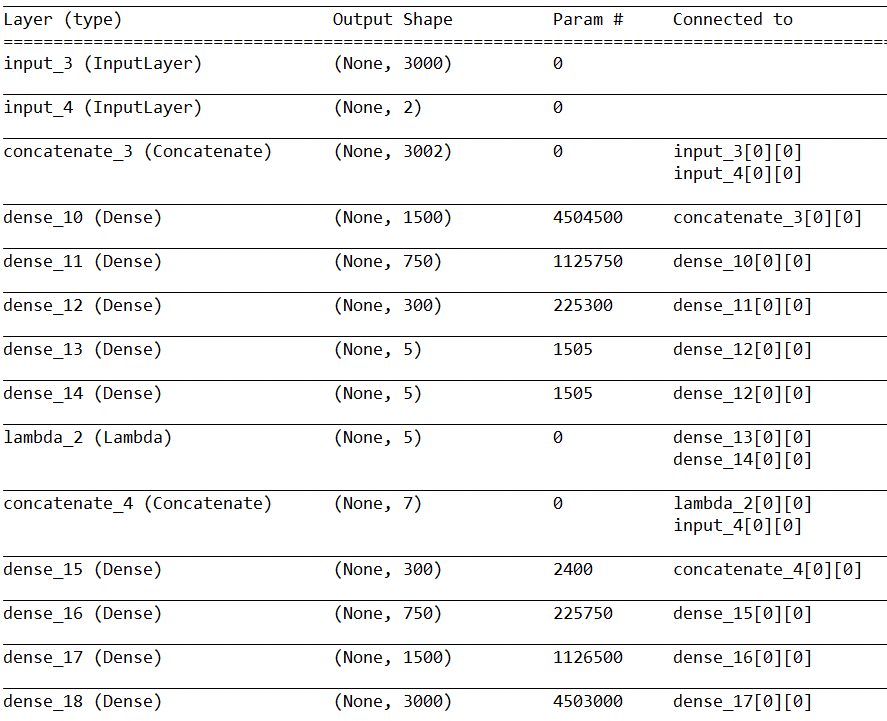 Layer (type) Output Shape Param # Connected to
==================================================================================
input_3 (InputLayer) (None, 3000) 0
input_4 (InputLayer) (None, 2) 0
concatenate_3 (Concatenate) (None, 3002) 0 input_3[0][0]
input_4[0][0]
dense_10 (Dense) (None, 1500) 4504500 concatenate_3[0][0]
dense_11 (Dense) (None, 750) 1125750 dense_10[0][0]
dense_12 (Dense) (None, 300) 225300 dense_11[0][0]
dense_13 (Dense) (None, 5) 1505 dense_12[0][0]
dense_14 (Dense) (None, 5) 1505 dense_12[0][0]
lambda_2 (Lambda) (None, 5) 0 dense_13[0][0]
dense_14[0][0]
concatenate_4 (Concatenate) (None, 7) 0 lambda_2[0][0]
input_4[0][0]
dense_15 (Dense) (None, 300) 2400 concatenate_4[0][0]
dense_16 (Dense) (None, 750) 225750 dense_15[0][0]
dense_17 (Dense) (None, 1500) 1126500 dense_16[0][0]
dense_18 (Dense) (None, 3000) 4503000 dense_17[0][0]